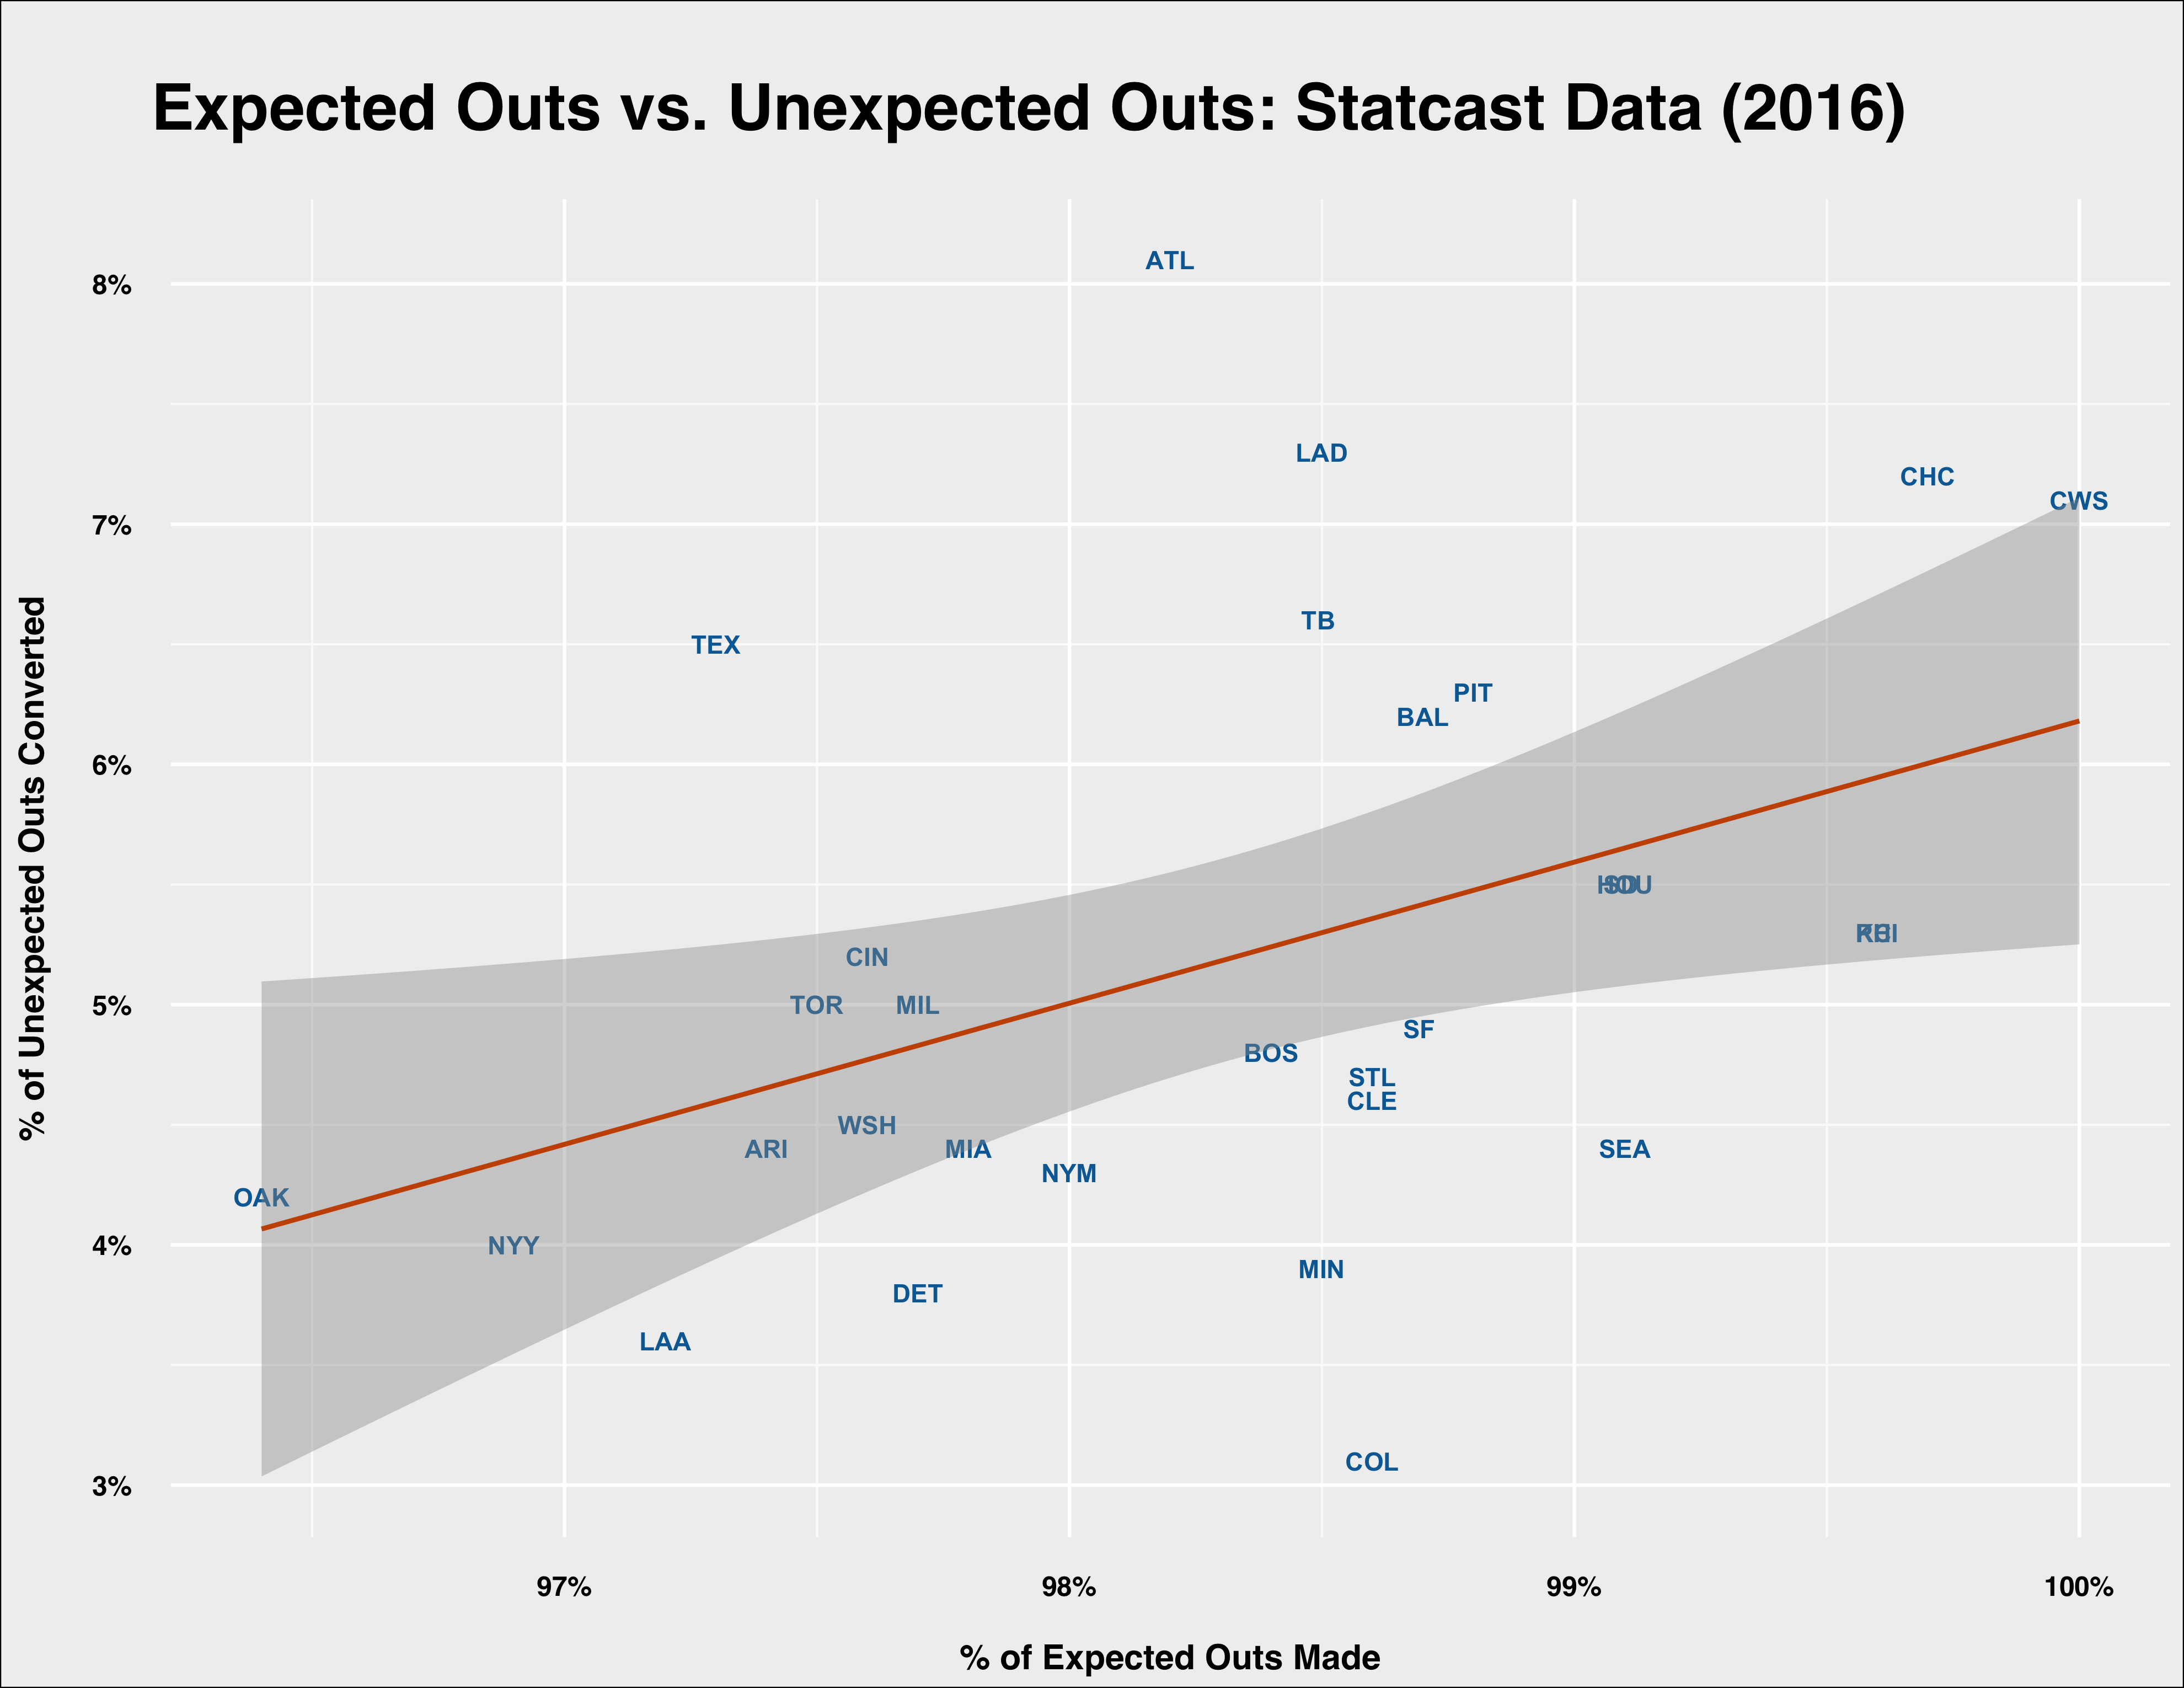 Expected Outs vs. Unexpected Outs: Statcast Data (2016)
ATL
8%
LAD
CHC
CWS
7%
TB
TEX
PIT
BAL
6%
CIN
TOR
MIL
5%
SF
BOS
STL
CLE
WSH
ARI
MIA
SEA
NYM
OAK
NYY
4%
MIN
DET
LAA
COL
3%
97%
98%
99%
100%
% of Expected Outs Made
% of Unexpected Outs Converted